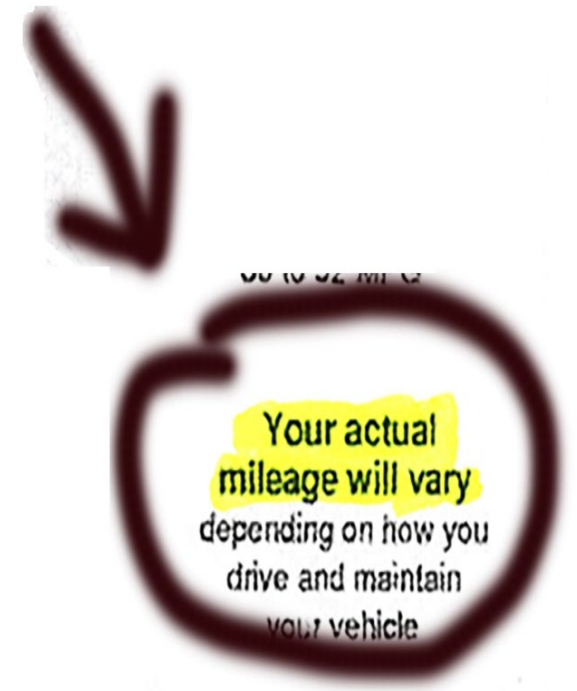 Your actual
mileage will vary
depending on how you
drive and maintain
your vehicle